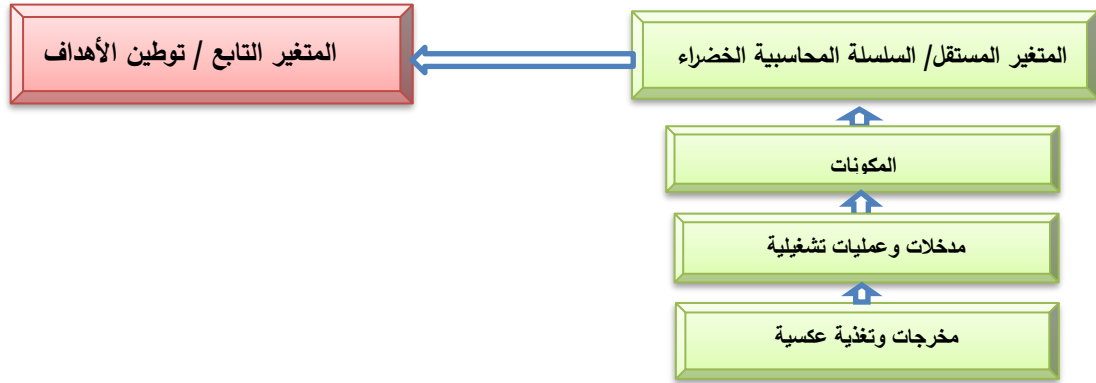 المتغير المستقل/ السلسلة المحاسبية الخضراء
المتغير التابع / توطين الأهداف
المكونات
مدخلات وعمليات تشغيلية
مخرجات وتغذية عكسية